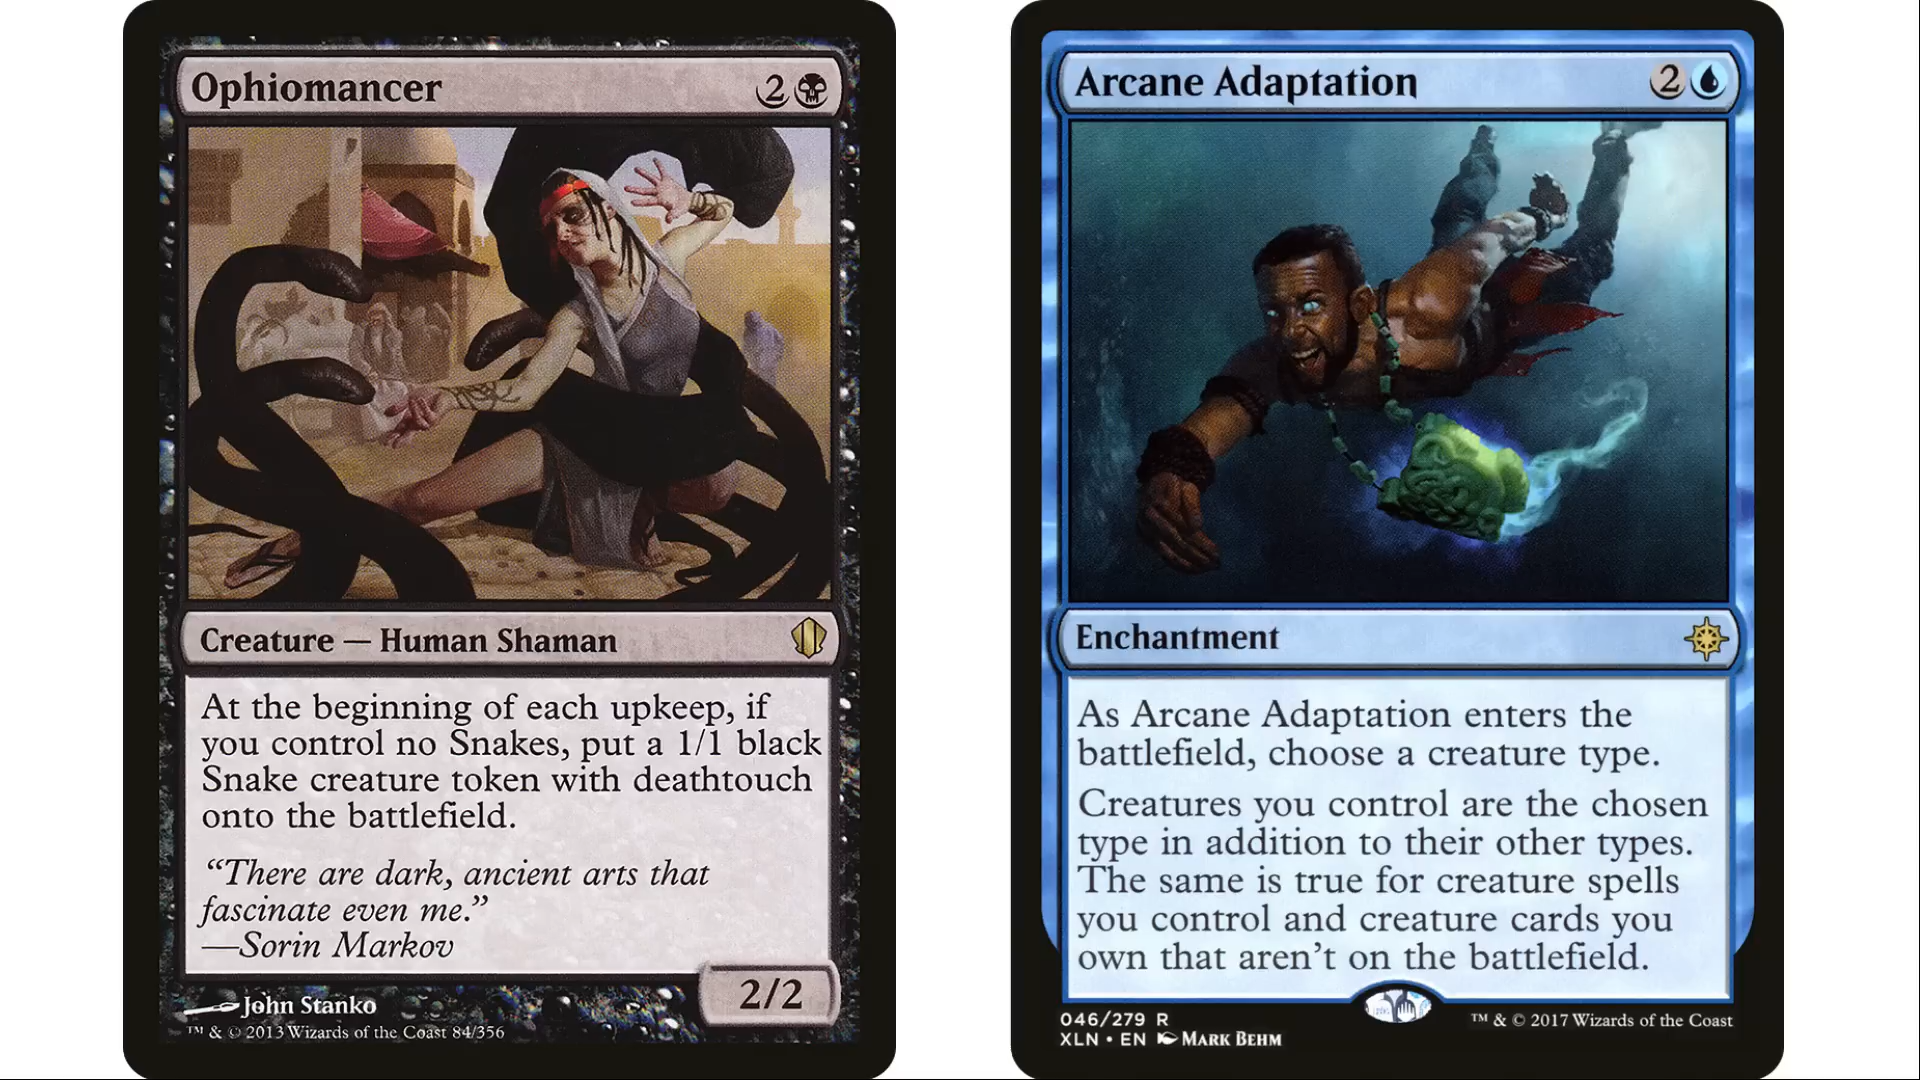 Ophiomancer
2
Creature — Human Shaman
At the beginning of each upkeep, if
you control no Snakes, put a 1/1 black
Snake creature token with deathtouch
onto the battlefield.
“There are dark, ancient arts that
fascinate even me.”
—Sorin Markov
2/2
John Stanko
™ & © 2013 Wizards of the Coast 84/356
Arcane Adaptation
2
Enchantment
As Arcane Adaptation enters the
battlefield, choose a creature type.
Creatures you control are the chosen
type in addition to their other types.
The same is true for creature spells
you control and creature cards you
own that aren’t on the battlefield.
046/279 R
XLN • EN MARK BEHM
™ & © 2017 Wizards of the Coast